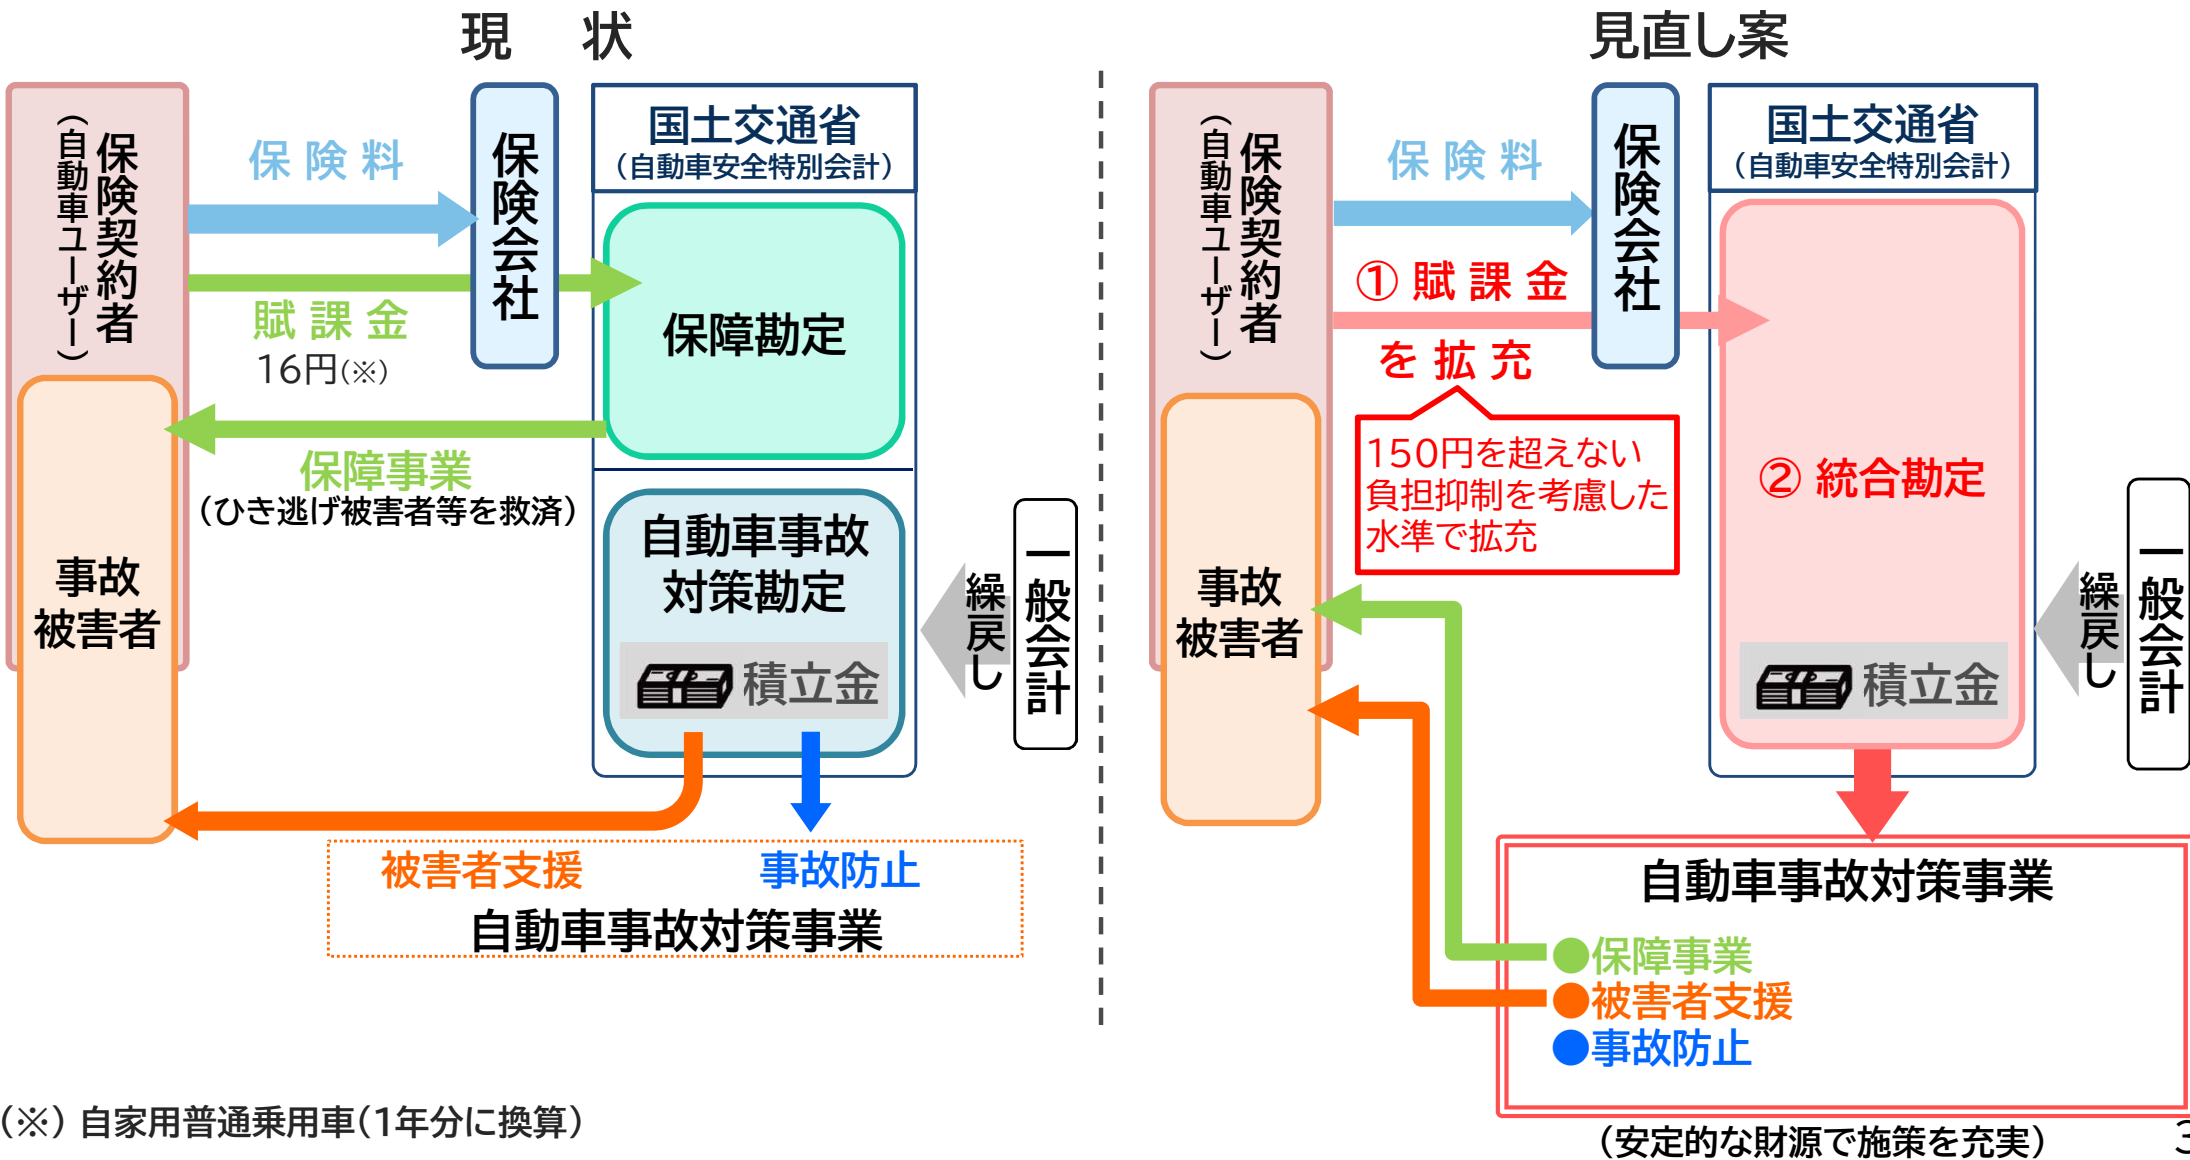 現　状
保険契約者
（自動車ユーザー）
保険料
保険会社
国土交通省
（自動車安全特別会計）
保障勘定
賦課金
16円（※）
保障事業
（ひき逃げ被害者等を救済）
事故
被害者
自動車事故
対策勘定
積立金
繰戻し
一般会計
被害者支援
事故防止
自動車事故対策事業
（※）自家用普通乗用車（1年分に換算）
見直し案
保険契約者
（自動車ユーザー）
保険料
保険会社
国土交通省
（自動車安全特別会計）
①賦課金
を拡充
150円を超えない
負担抑制を考慮した
水準で拡充
② 統合勘定
事故
被害者
積立金
繰戻し
一般会計
自動車事故対策事業
●保障事業
●被害者支援
●事故防止
（安定的な財源で施策を充実）